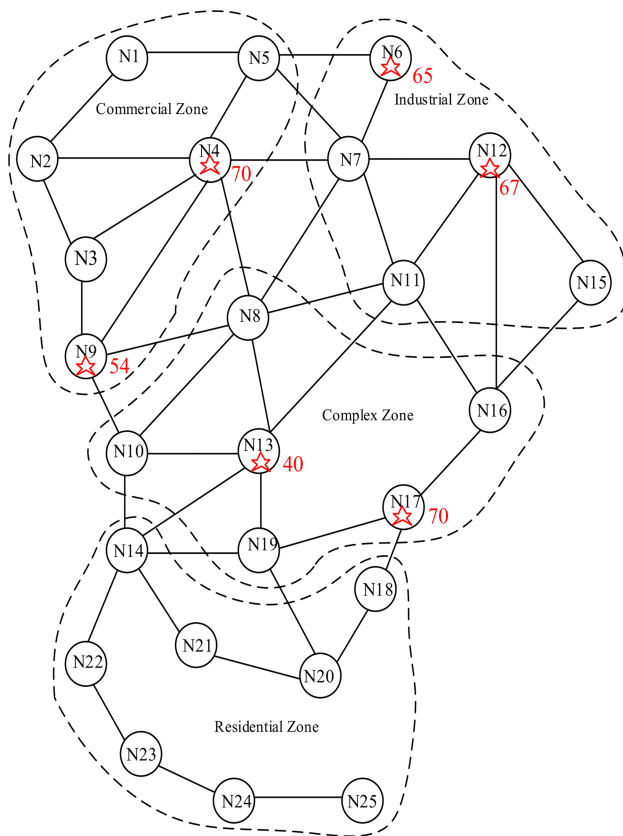 N1
N5
N6
65
Commercial Zone
Industrial Zone
N2
N4
70
N7
N12
67
N3
N11
N15
N8
N9
54
Complex Zone
N16
N10
N13
40
N17
70
N14
N19
N18
N21
N22
N20
Residential Zone
N23
N24
N25